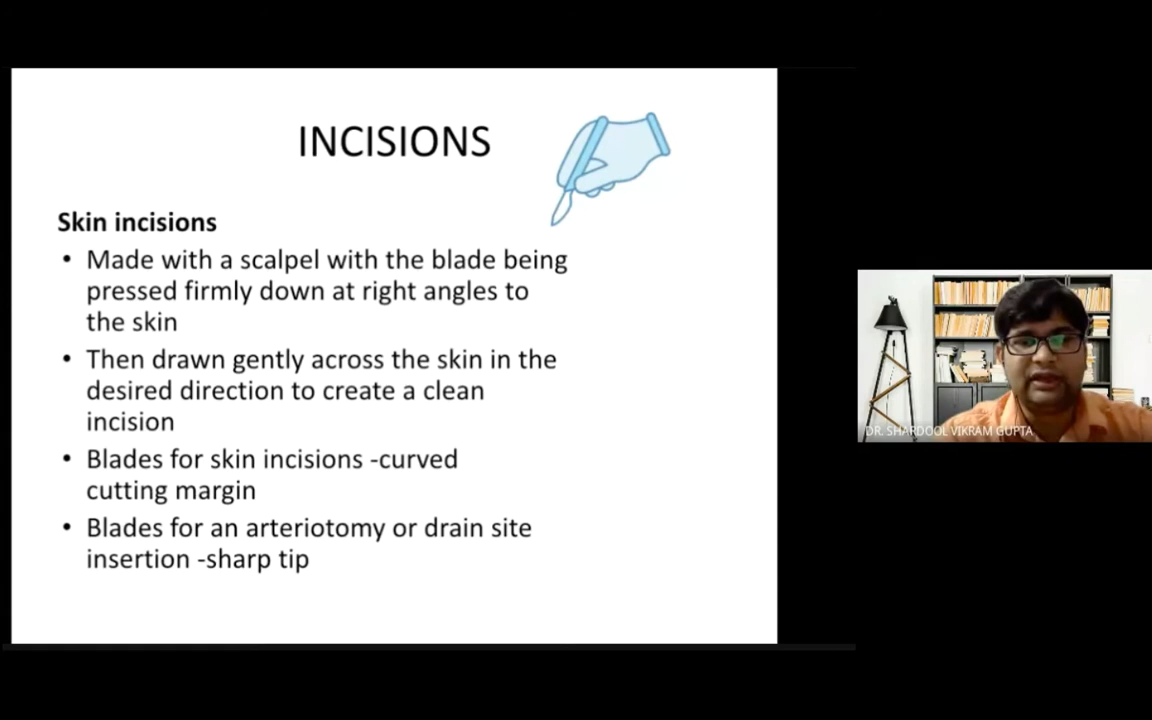 INCISIONS
Skin incisions
• Made with a scalpel with the blade being
pressed firmly down at right angles to
the skin
• Then drawn gently across the skin in the
desired direction to create a clean
incision
• Blades for skin incisions -curved
cutting margin
• Blades for an arteriotomy or drain site
insertion -sharp tip
DR. SHARDOOL VIKRAM GUPTA